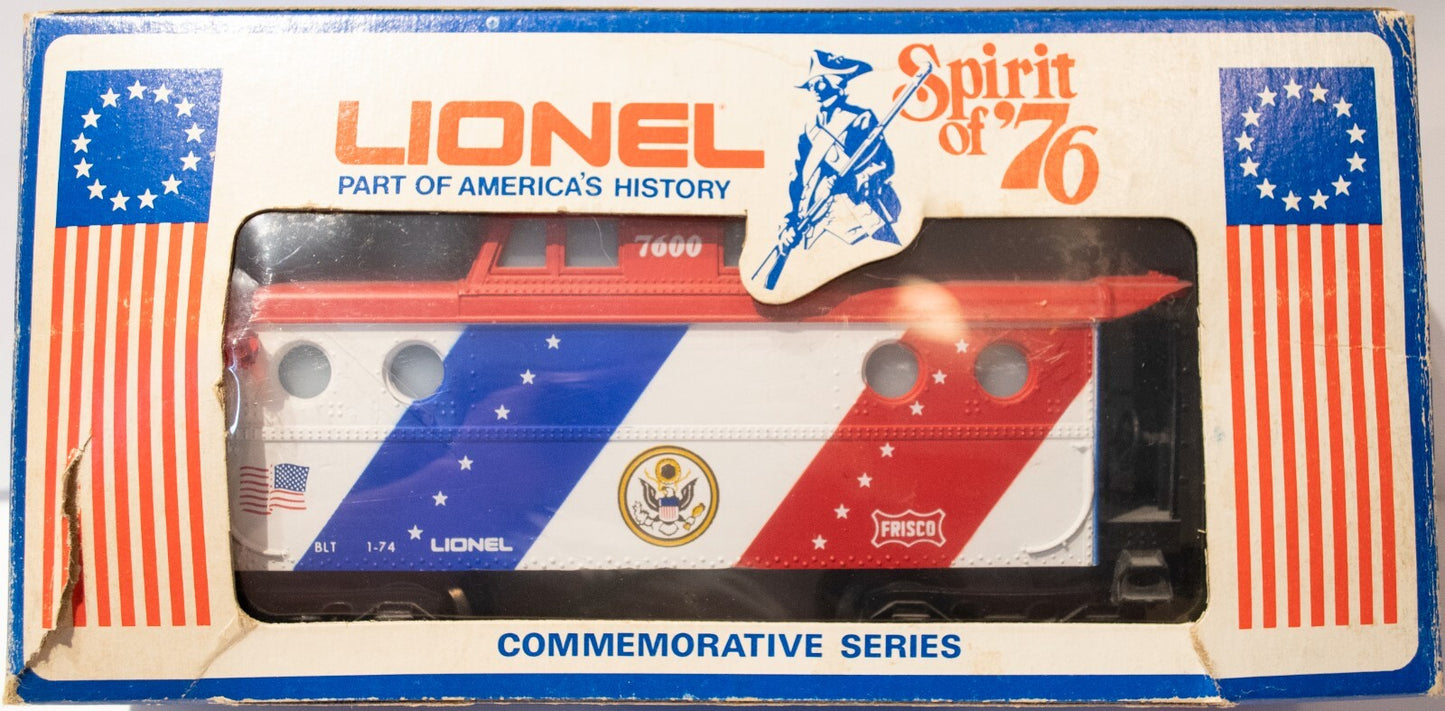 LIONEL
PART OF AMERICA'S HISTORY
Spirit
of '76
7600
BLT 1-74 LIONEL
FRISCO
COMMEMORATIVE SERIES